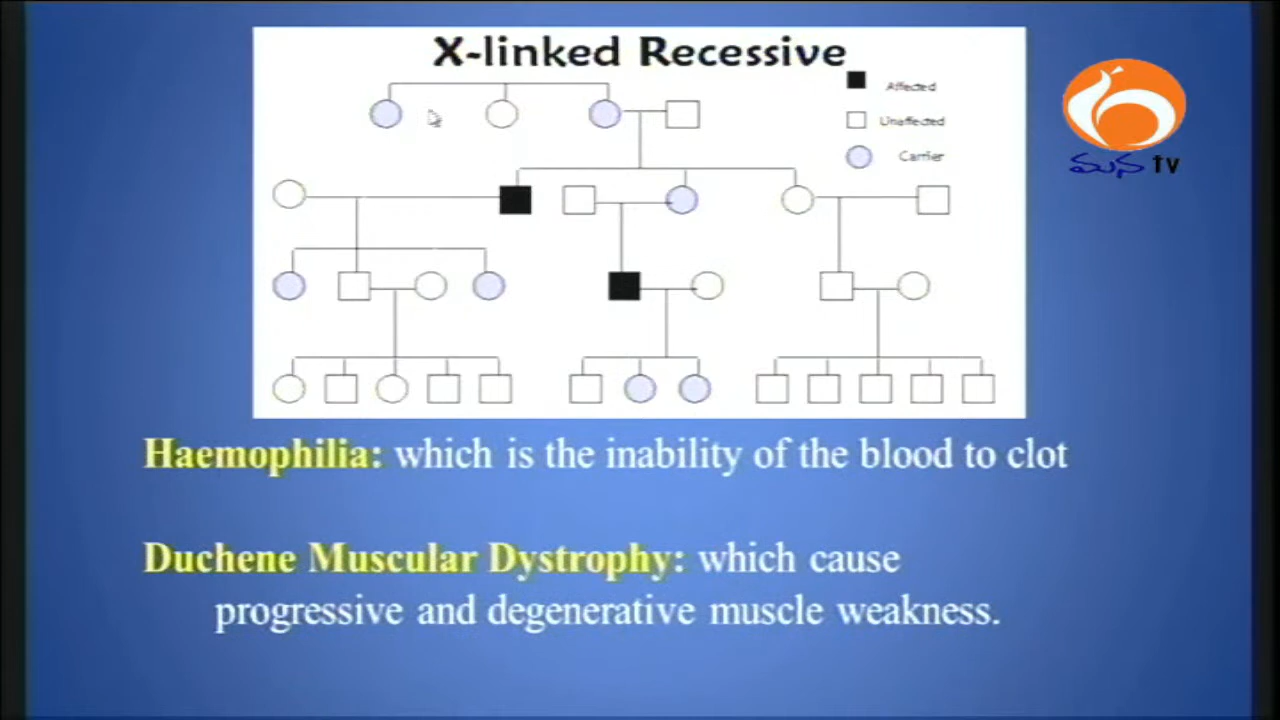 X-linked Recessive
Affected
Unaffected
Carrier
మన tv
Haemophilia: which is the inability of the blood to clot
Duchene Muscular Dystrophy: which cause
progressive and degenerative muscle weakness.